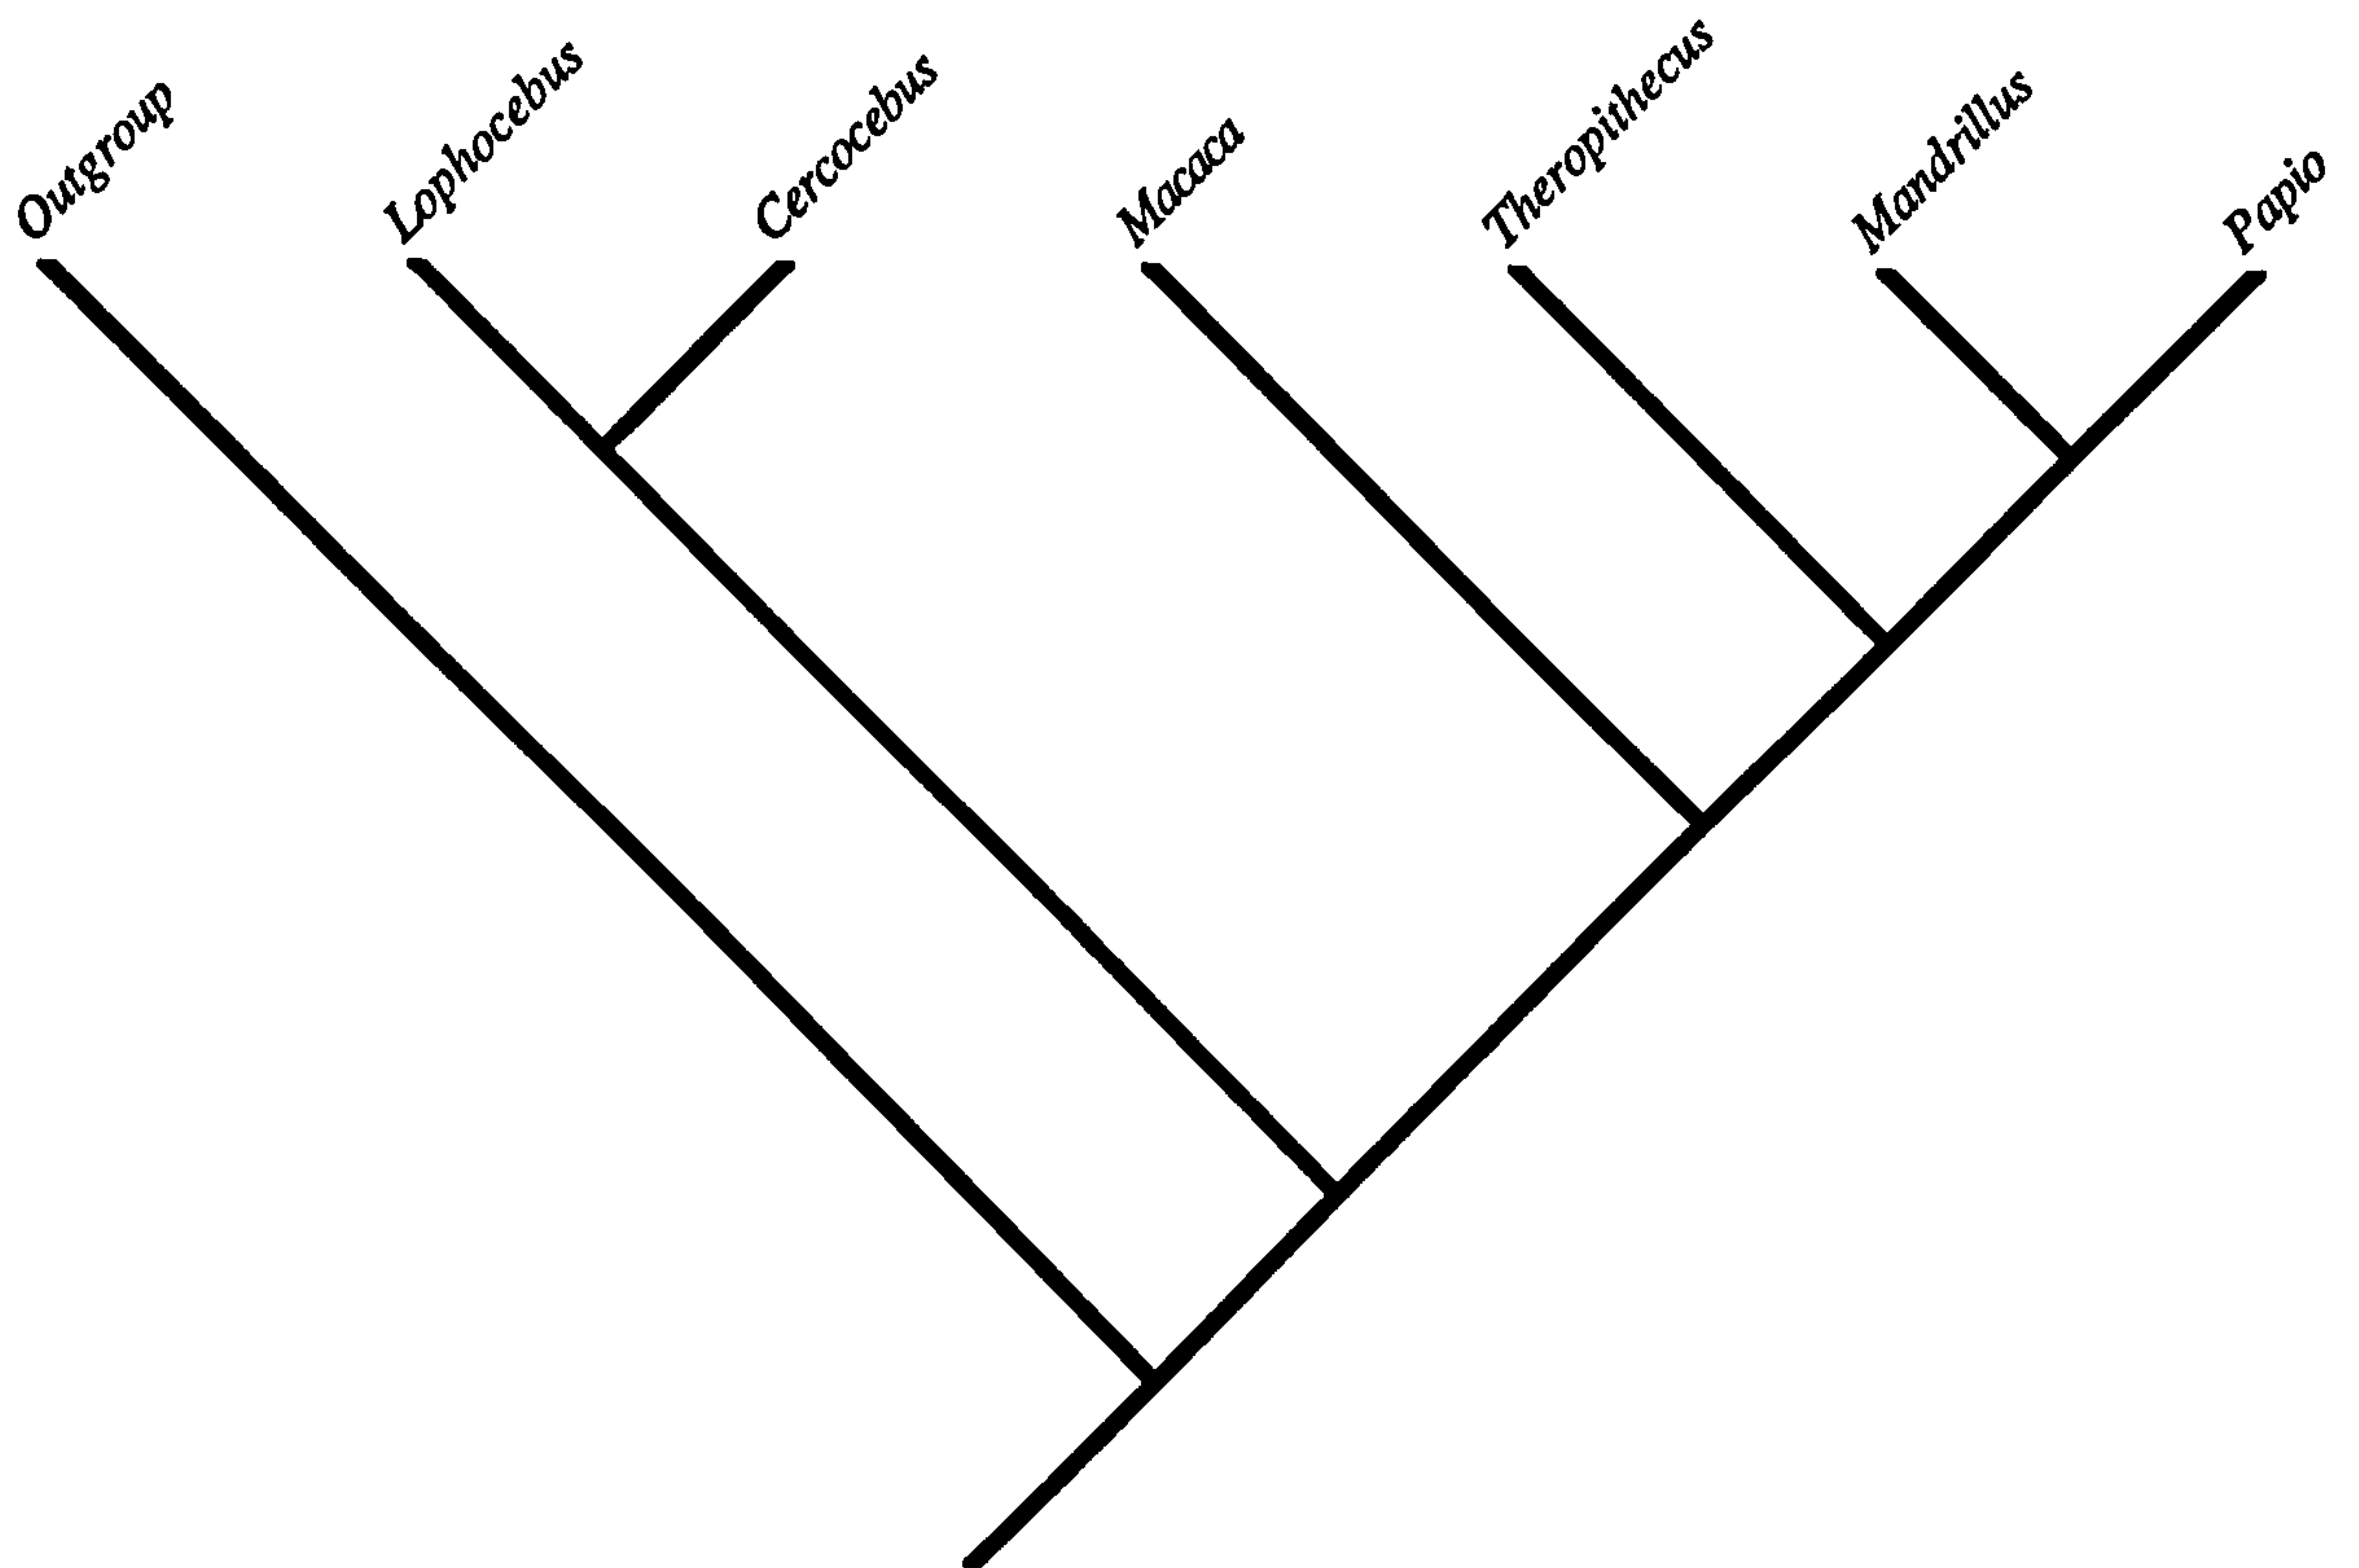 Outgroup
Lophocebus
Cercocebus
Macaca
Theropithecus
Mandrillus
Papio